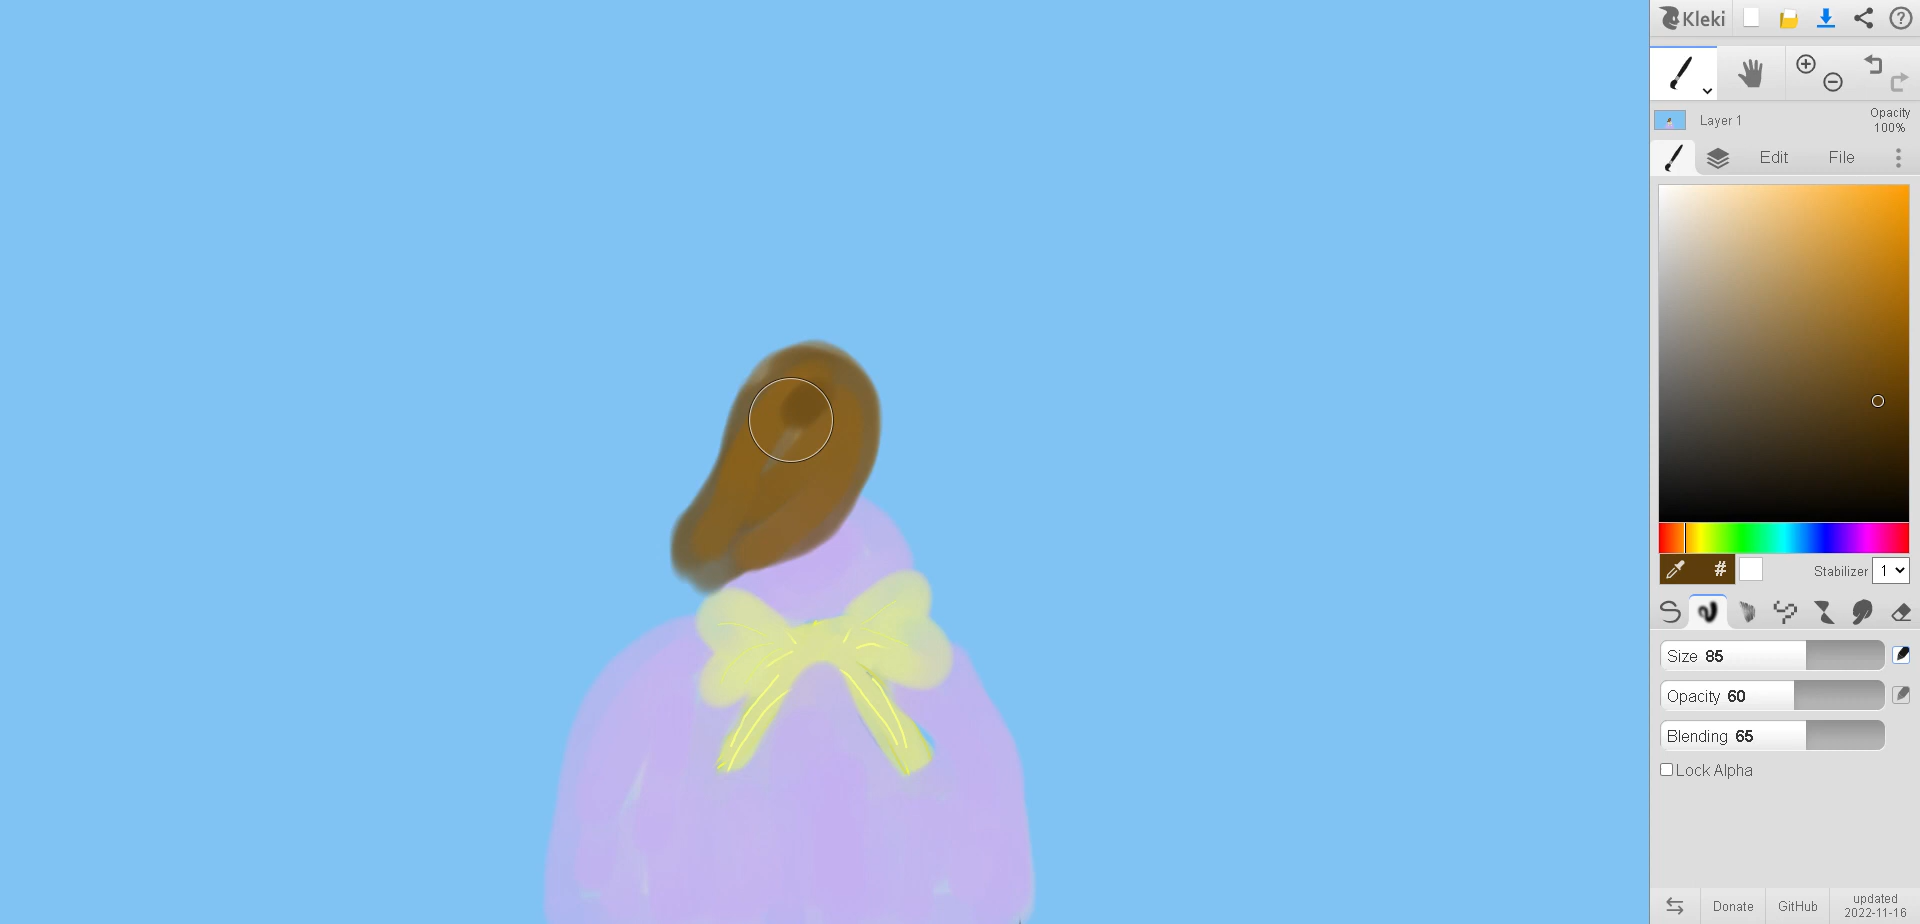 Kleki
Layer 1
Opacity
100%
Edit
File
#
Stabilizer 1
Size 85
Opacity 60
Blending 65
Lock Alpha
Donate
GitHub
updated
2022-11-16